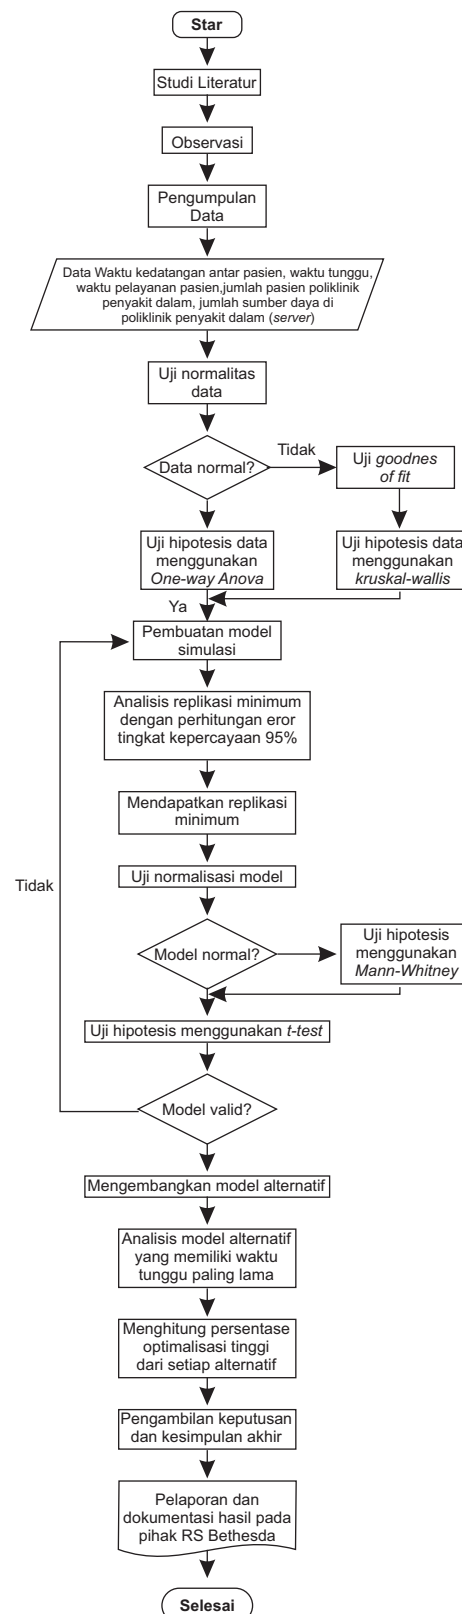 Star
Studi Literatur
Observasi
Pengumpulan
Data
Data Waktu kedatangan antar pasien, waktu tunggu,
waktu pelayanan pasien,jumlah pasien poliklinik
penyakit dalam, jumlah sumber daya di
poliklinik penyakit dalam (server)
Uji normalitas
data
Data normal?
Tidak
Uji goodnes
of fit
Uji hipotesis data
menggunakan
One-way Anova
Uji hipotesis data
menggunakan
kruskal-wallis
Ya
Pembuatan model
simulasi
Analisis replikasi minimum
dengan perhitungan eror
tingkat kepercayaan 95%
Mendapatkan replikasi
minimum
Tidak
Uji normalisasi model
Model normal?
Uji hipotesis
menggunakan
Mann-Whitney
Uji hipotesis menggunakan t-test
Model valid?
Mengembangkan model alternatif
Analisis model alternatif
yang memiliki waktu
tunggu paling lama
Menghitung persentase
optimalisasi tinggi
dari setiap alternatif
Pengambilan keputusan
dan kesimpulan akhir
Pelaporan dan
dokumentasi hasil pada
pihak RS Bethesda
Selesai